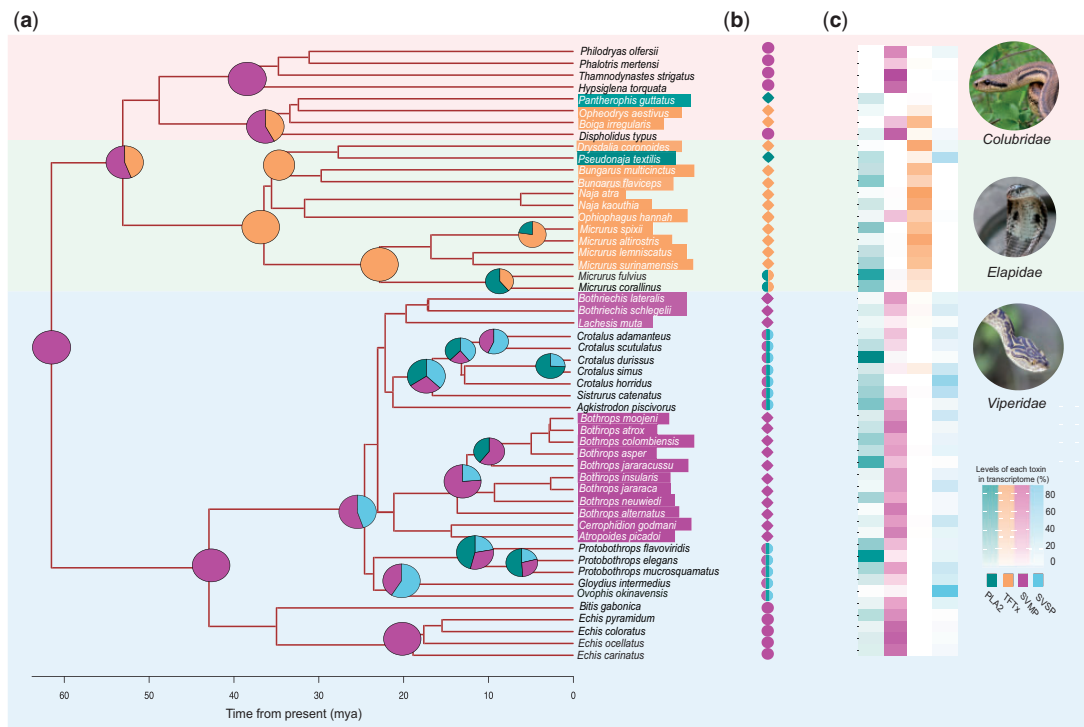 (a)
(b)
(c)
Philodryas olfersii
Phalotris mertensi
Thamnodynastes strigatus
Hypsiglena torquata
Pantherophis guttatus
Opheodrys aestivus
Boiga irregularis
Dispholidus typus
Drysdalia coronoides
Pseudonaja textilis
Bungarus multicinctus
Bungarus flaviceps
Naja atra
Naja kaouthia
Ophiophagus hannah
Micrurus spixii
Micrurus altirostris
Micrurus lemniscatus
Micrurus surinamensis
Micrurus fulvius
Micrurus corallinus
Bothriechis lateralis
Bothriechis schlegelii
Lachesis muta
Crotalus adamanteus
Crotalus scutulatus
Crotalus durissus
Crotalus simus
Crotalus horridus
Sistrurus catenatus
Agkistrodon piscivorus
Bothrops moojeni
Bothrops atrox
Bothrops colombiensis
Bothrops asper
Bothrops jararacussu
Bothrops insularis
Bothrops jararaca
Bothrops neuwiedi
Bothrops alternatus
Cerrophidion godmani
Atropoides picadoi
Protobothrops flavoviridis
Protobothrops elegans
Protobothrops mucrosquamatus
Gloydius intermedius
Ovophis okinavensis
Bitis gabonica
Echis pyramidum
Echis coloratus
Echis ocellatus
Echis carinatus
60 50 40 30 20 10 0
Time from present (mya)
Colubridae
Elapidae
Viperidae
Levels of each toxin
in transcriptome (%)
80
60
40
20
0
PLA2
TFTx
SVMP
SVSP